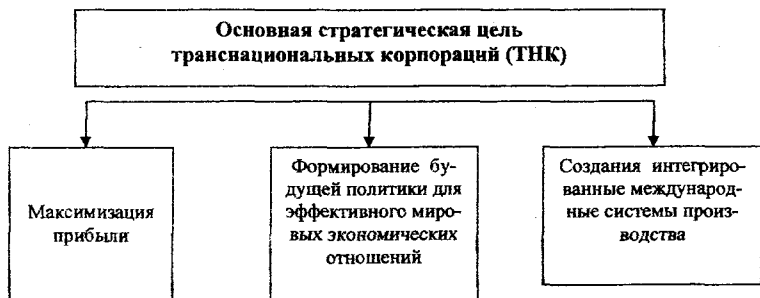 Основная стратегическая цель
транснациональных корпораций (ТНК)
Максимизация
прибыли
Формирование бу-
дущей политики для
эффективного миро-
вых экономических
отношений
Создания интегриро-
ванные международ-
ные системы произ-
водства